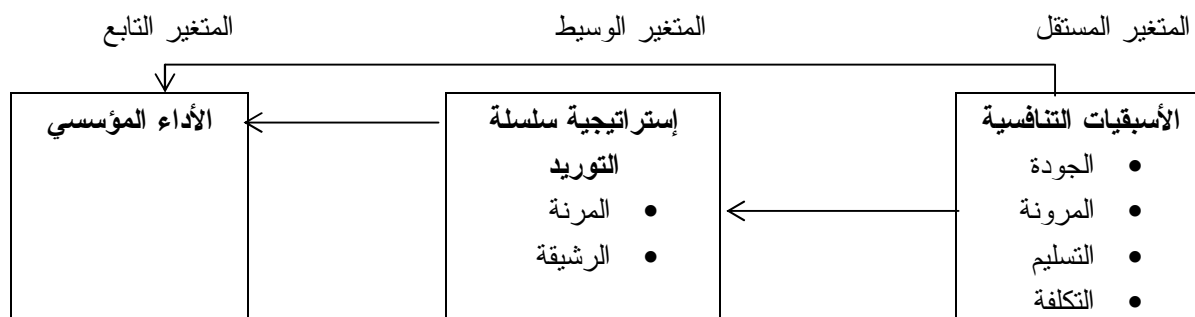 المتغير المستقل
المتغير الوسيط
المتغير التابع
الأسبقيات التنافسية
• الجودة
• المرونة
• التسليم
• التكلفة
إستراتيجية سلسلة
التوريد
• المرنة
• الرشيقة
الأداء المؤسسي